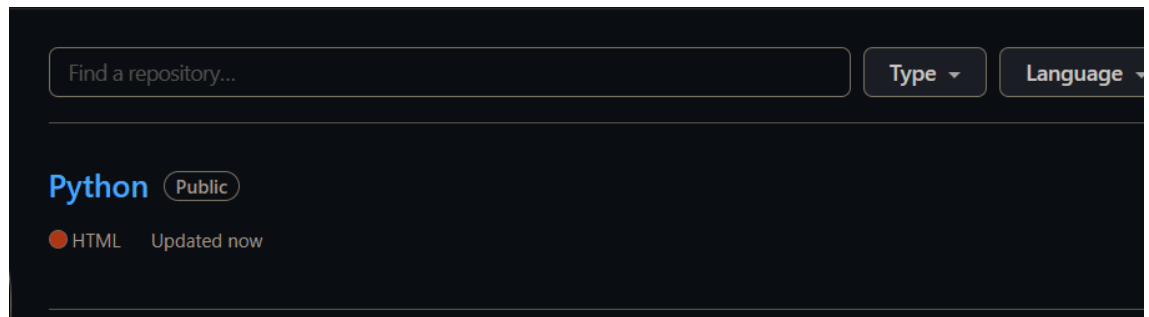 Find a repository...
Type
Language
Python Public
HTML Updated now